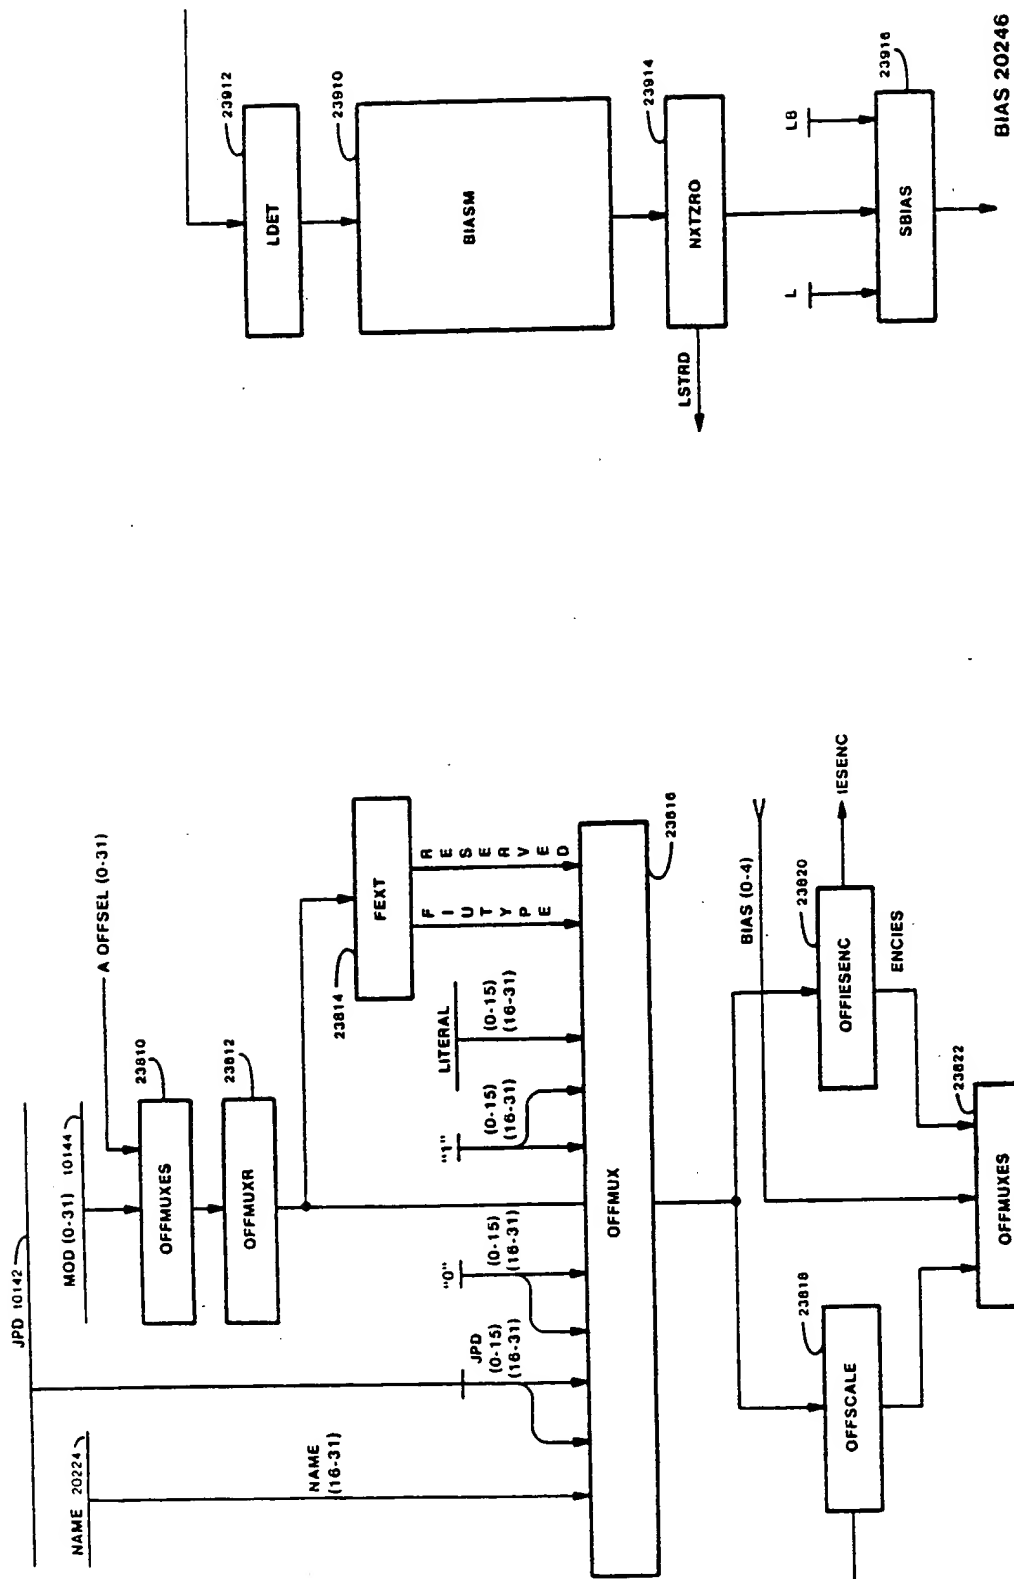 JPD 10142
MOD (0-31) 10144
NAME 20224
A OFFSEL (0-31)
23810
OFFMUXES
23812
OFFMUXR
23814
FEXT
FIUTYPE
RESERVED
NAME
(16-31)
JPD
(0-15)
(16-31)
"0"
(0-15)
(16-31)
"1"
(0-15)
(16-31)
LITERAL
(0-15)
(16-31)
OFFMUX
23816
BIAS (0-4)
23818
OFFSCALE
23820
OFFIESENC
IESENC
ENCIES
23822
OFFMUXES
23912
LDET
23910
BIASM
23914
NXTZRO
LSTRD
L
LB
23916
SBIAS
BIAS 20246